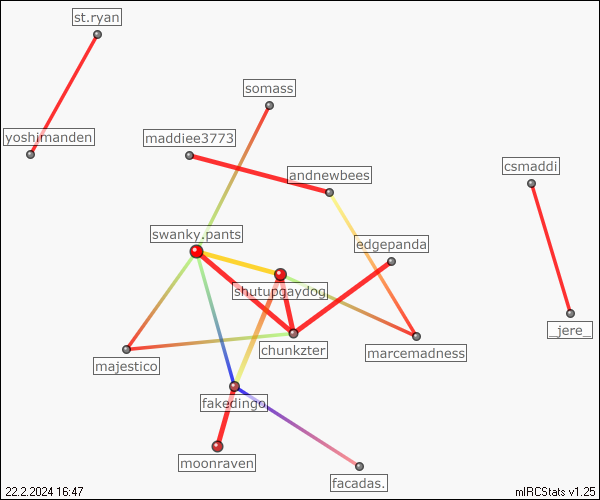 st.ryan
somass
yoshimanden
maddiee3773
csmaddi
andnewbees
swanky.pants
edgepanda
shutupgaydog
_jere_
chunkzter
marcemadness
majestico
fakedingo
moonraven
facadas.
22.2.2024 16:47
mIRCStats v1.25